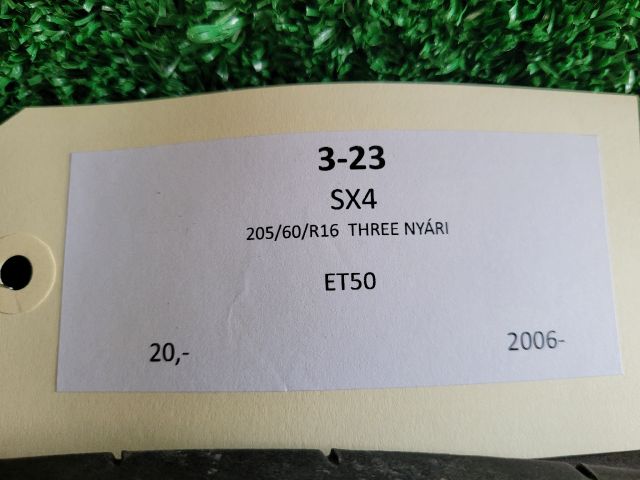 3-23
SX4
205/60/R16 THREE NYÁRI
ET50
20,- 2006-